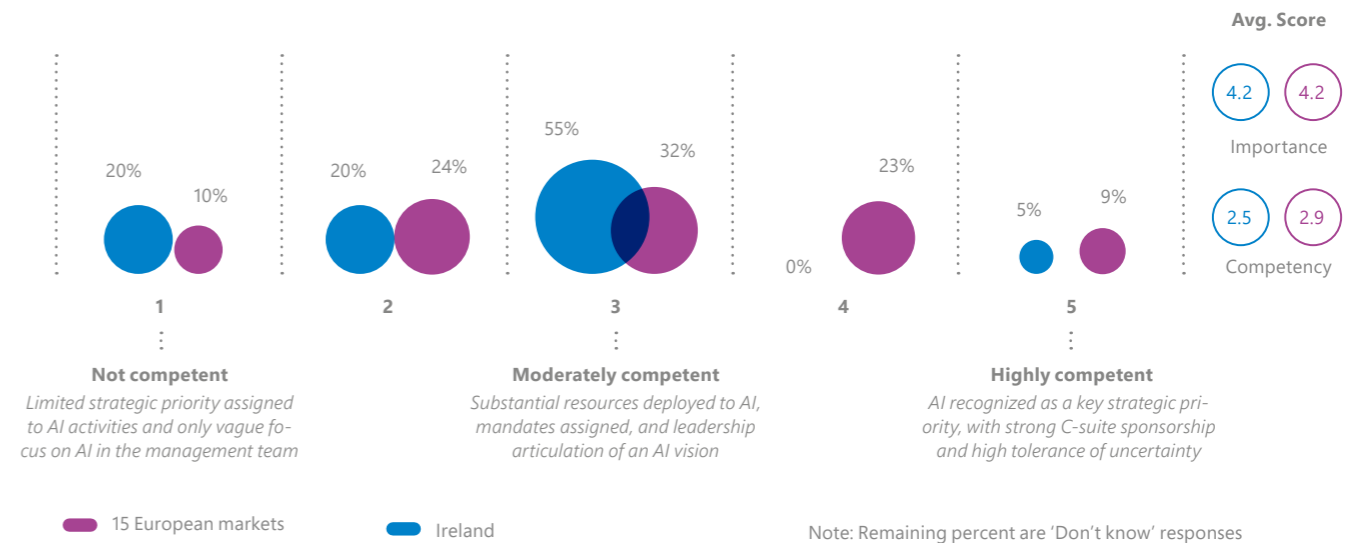 Avg. Score
4.2 4.2
Importance
2.5 2.9
Competency
20% 10%
20% 24%
55% 32%
0% 23%
5% 9%
1 2 3 4 5
Not competent
Limited strategic priority assigned
to AI activities and only vague fo-
cus on AI in the management team
Moderately competent
Substantial resources deployed to AI,
mandates assigned, and leadership
articulation of an AI vision
Highly competent
AI recognized as a key strategic pri-
ority, with strong C-suite sponsorship
and high tolerance of uncertainty
15 European markets
Ireland
Note: Remaining percent are ‘Don’t know’ responses